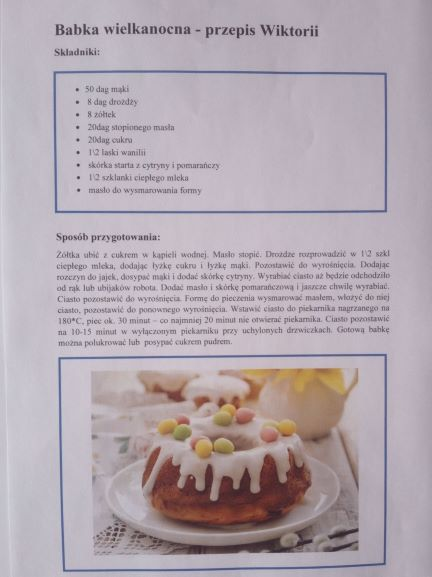 Babka wielkanocna - przepis Wiktorii
Składniki:
• 50 dag mąki
• 8 dag drożdży
• 8 żółtek
• 20dag stopionego masła
• 20dag cukru
• 1\2 laski wanilii
• skórka starta z cytryny i pomarańczy
• 1\2 szklanki ciepłego mleka
• masło do wysmarowania formy
Sposób przygotowania:
Żółtka ubić z cukrem w kąpieli wodnej. Masło stopić. Drożdże rozprowadzić w 1\2 szkl
ciepłego mleka, dodając łyżkę cukru i łyżkę mąki. Pozostawić do wyrośnięcia. Dodając
rozczyn do jajek, dosypać mąki i dodać skórkę cytryny. Wyrabiać ciasto aż będzie odchodziło
od rąk lub ubijaków robota. Dodać masło i skórkę pomarańczową i jaszcze chwilę wyrabiać.
Ciasto pozostawić do wyrośnięcia. Formę do pieczenia wysmarować masłem, włożyć do niej
ciasto, pozostawić do ponownego wyrośnięcia. Wstawić ciasto do piekarnika nagrzanego na
180*C, piec ok. 30 minut – co najmniej 20 minut nie otwierać piekarnika. Ciasto pozostawić
na 10-15 minut w wyłączonym piekarniku przy uchylonych drzwiczkach. Gotową babkę
można polukrować lub posypać cukrem pudrem.